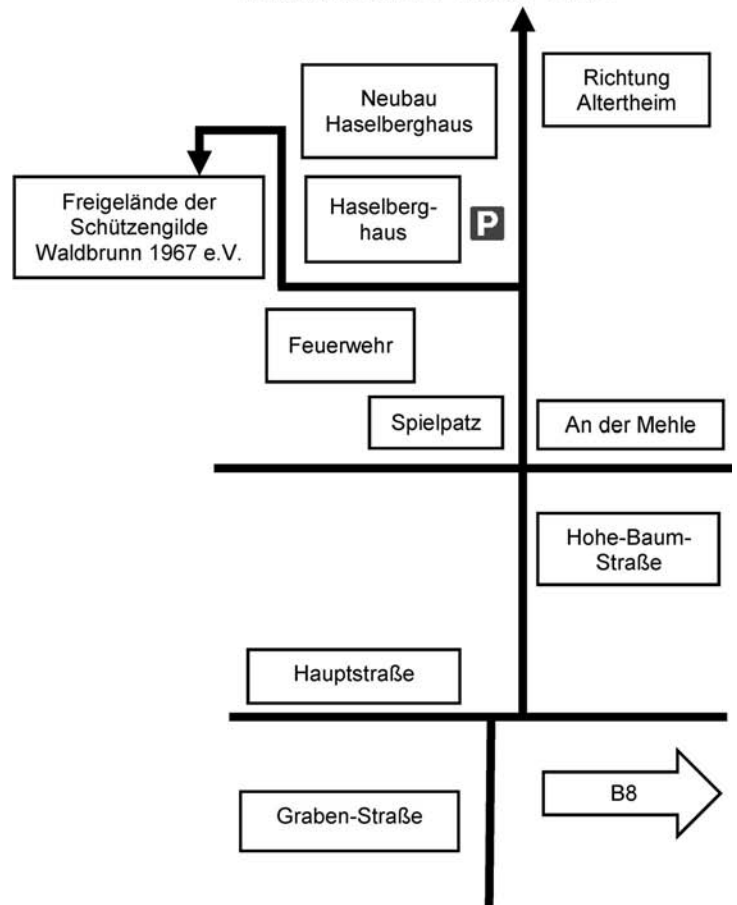 Neubau
Haselberghaus
Richtung
Altertheim
Freigelände der
Schützengilde
Waldbrunn 1967 e.V.
Haselberg-
haus
P
Feuerwehr
Spielpatz
An der Mehle
Hohe-Baum-
Straße
Hauptstraße
Graben-Straße
B8